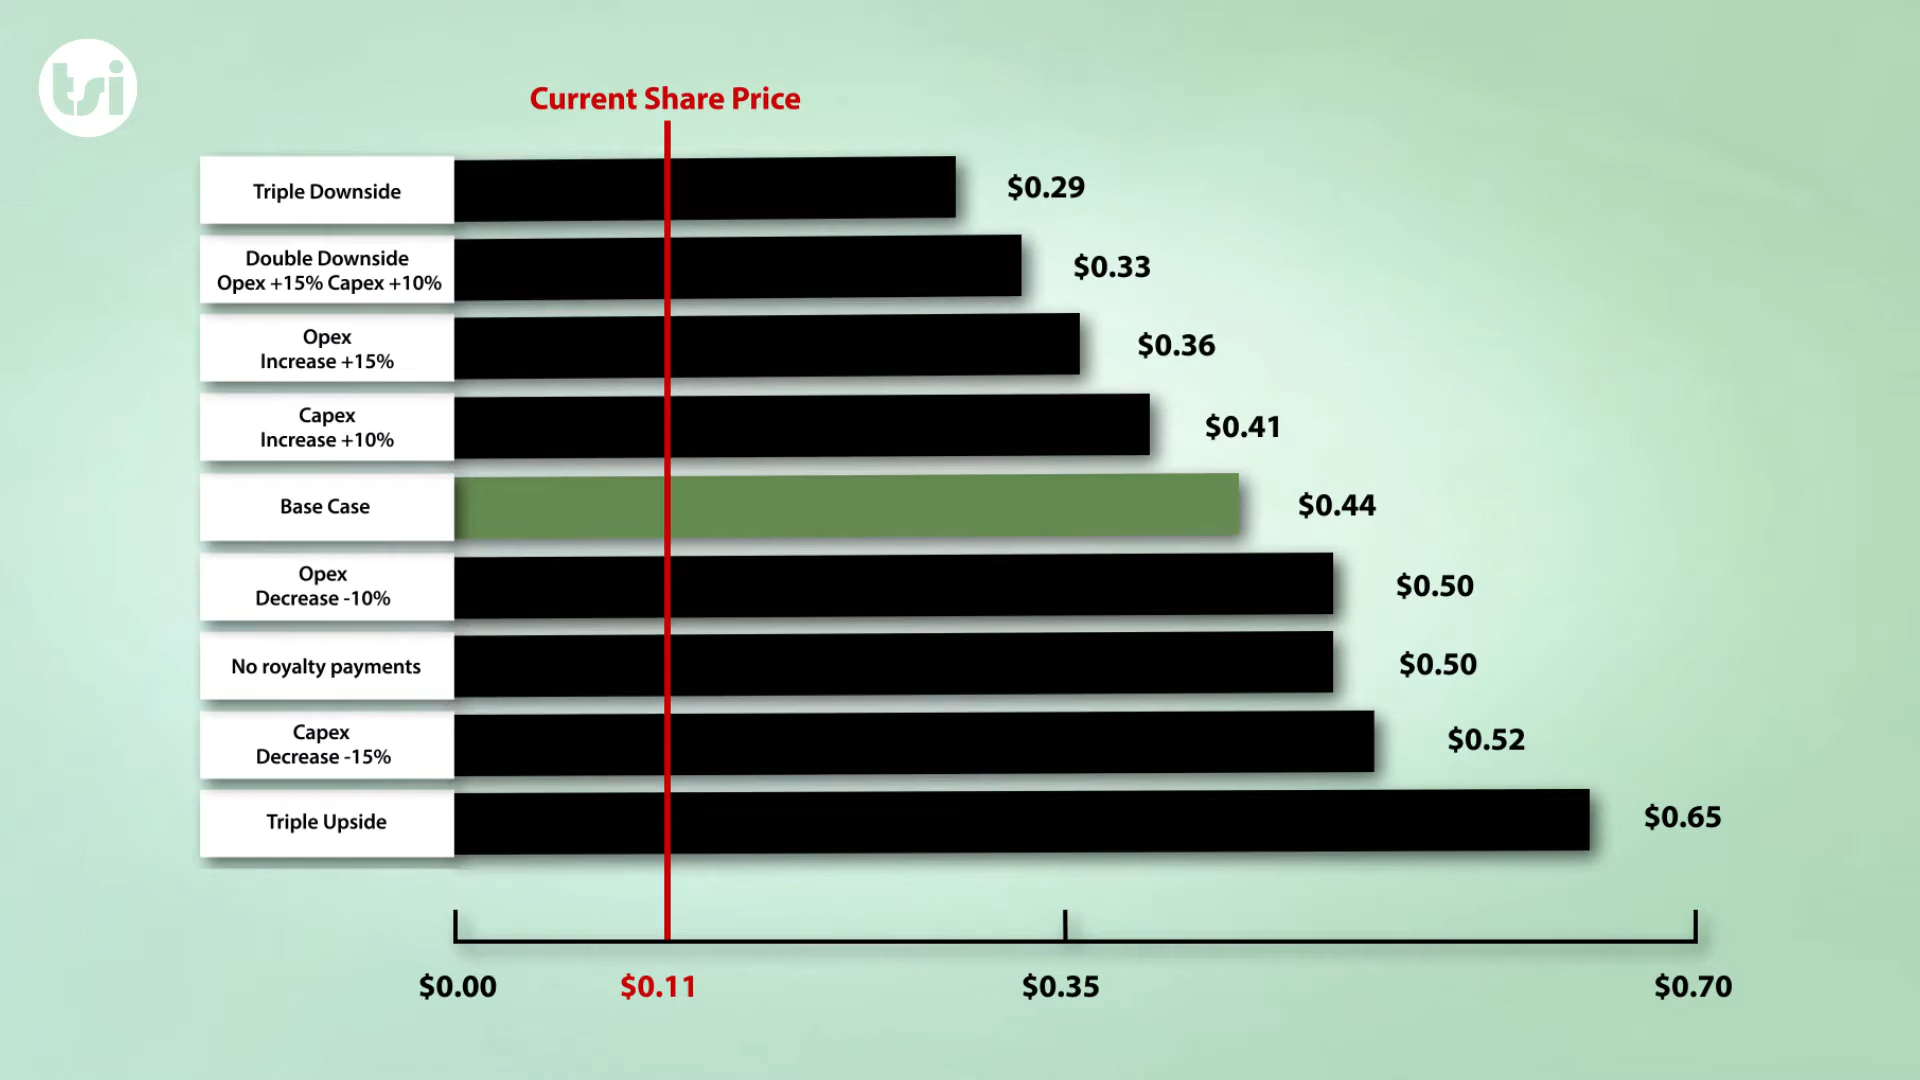 tsi
Current Share Price
Triple Downside
$0.29
Double Downside
Opex +15% Capex +10%
$0.33
Opex
Increase +15%
$0.36
Capex
Increase +10%
$0.41
Base Case
$0.44
Opex
Decrease -10%
$0.50
No royalty payments
$0.50
Capex
Decrease -15%
$0.52
Triple Upside
$0.65
$0.00
$0.11
$0.35
$0.70